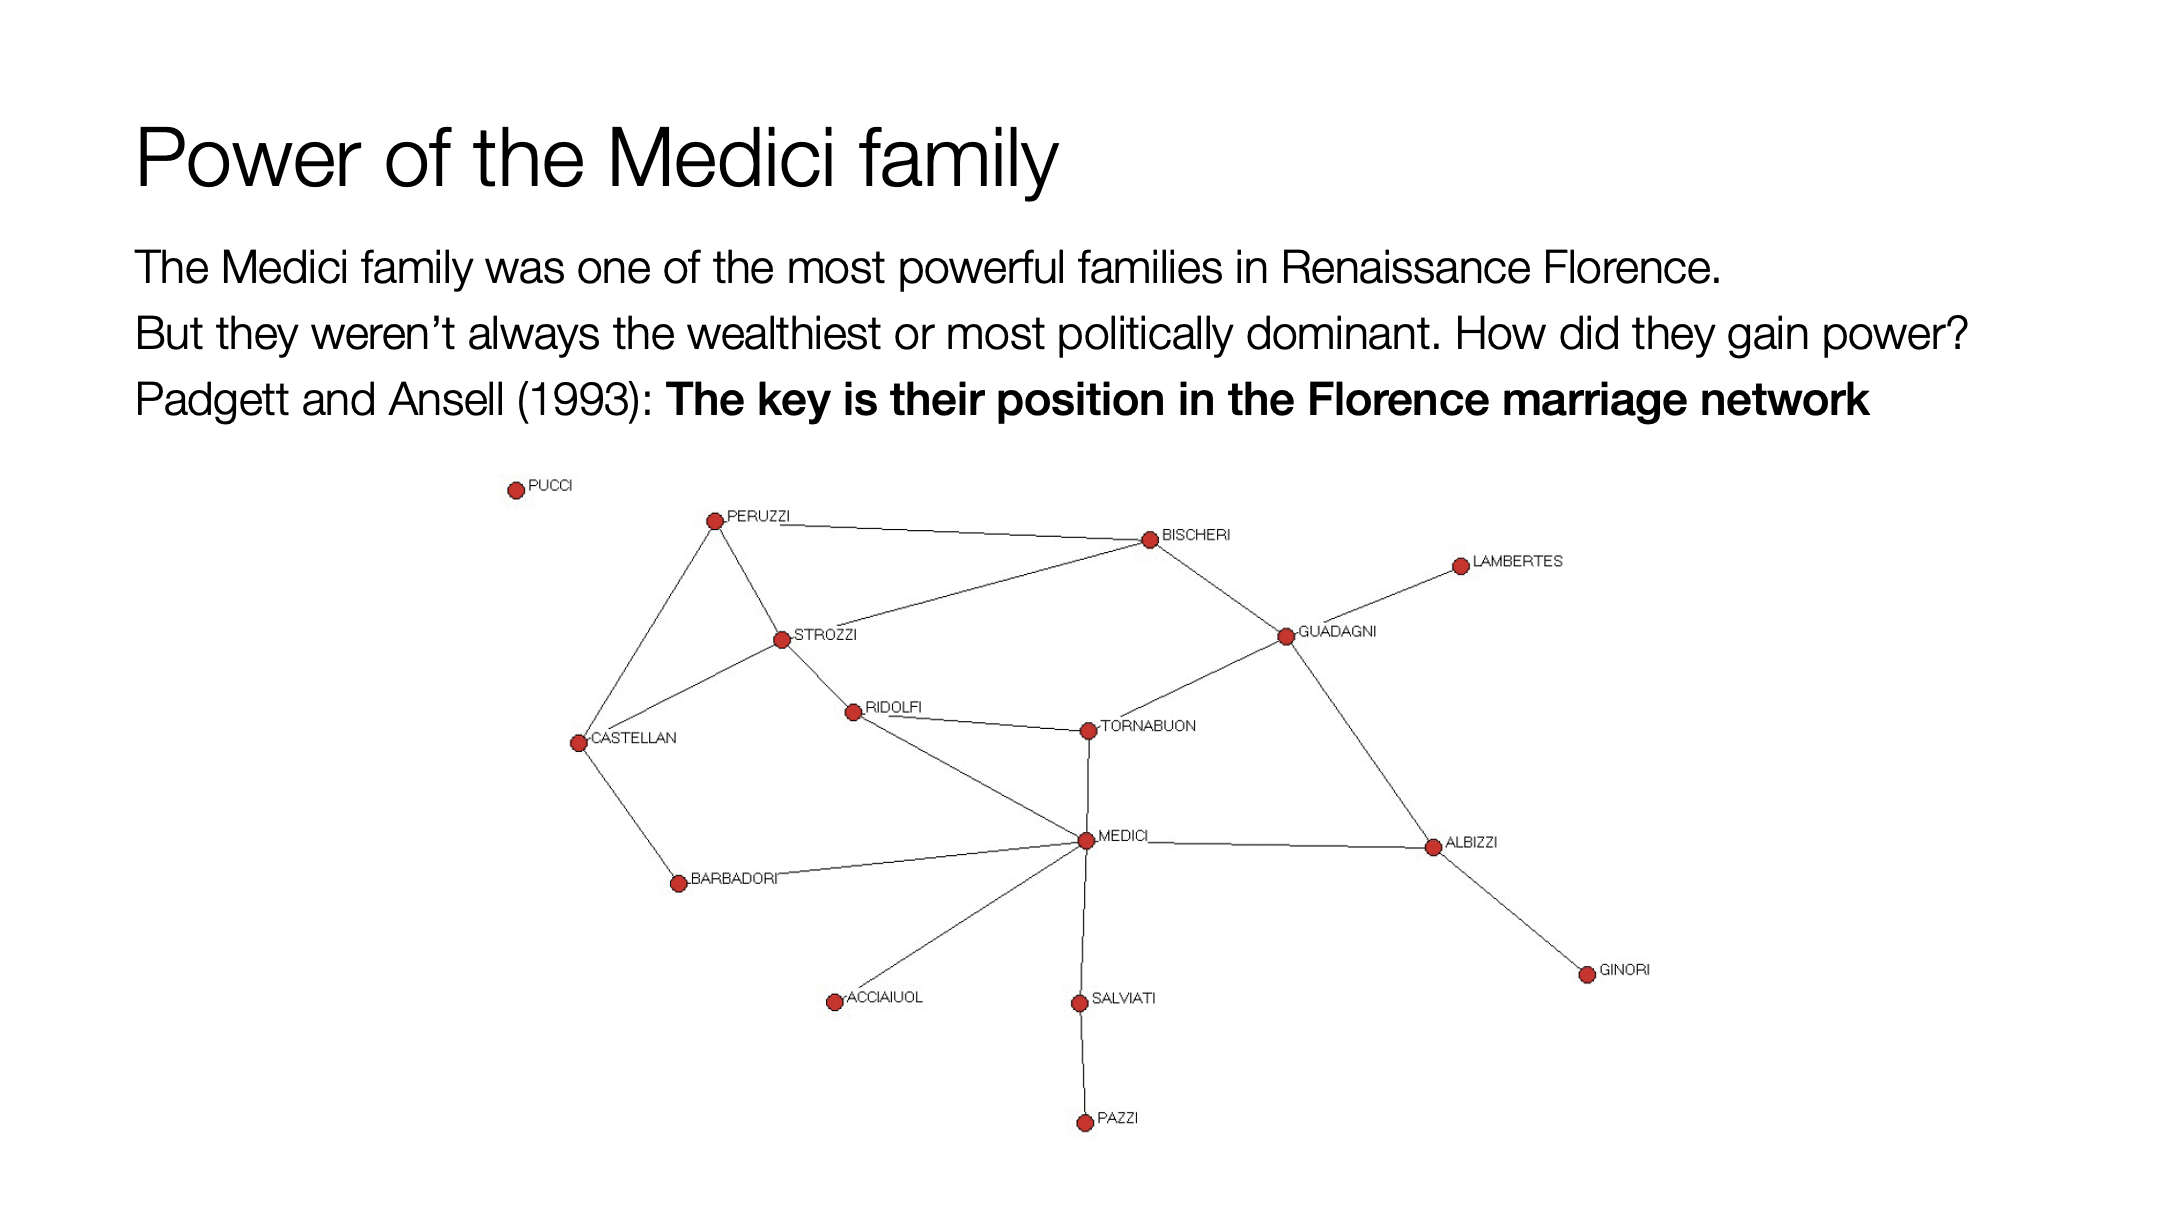 Power of the Medici family
The Medici family was one of the most powerful families in Renaissance Florence.
But they weren’t always the wealthiest or most politically dominant. How did they gain power?
Padgett and Ansell (1993): The key is their position in the Florence marriage network
PUCCI
PERUZZI
BISCHERI
LAMBERTES
STROZZI
GUADAGNI
RIDOLFI
TORNABUON
CASTELLAN
MEDICI
ALBIZZI
BARBADORI
GINORI
ACCIAIUOL
SALVIATI
PAZZI